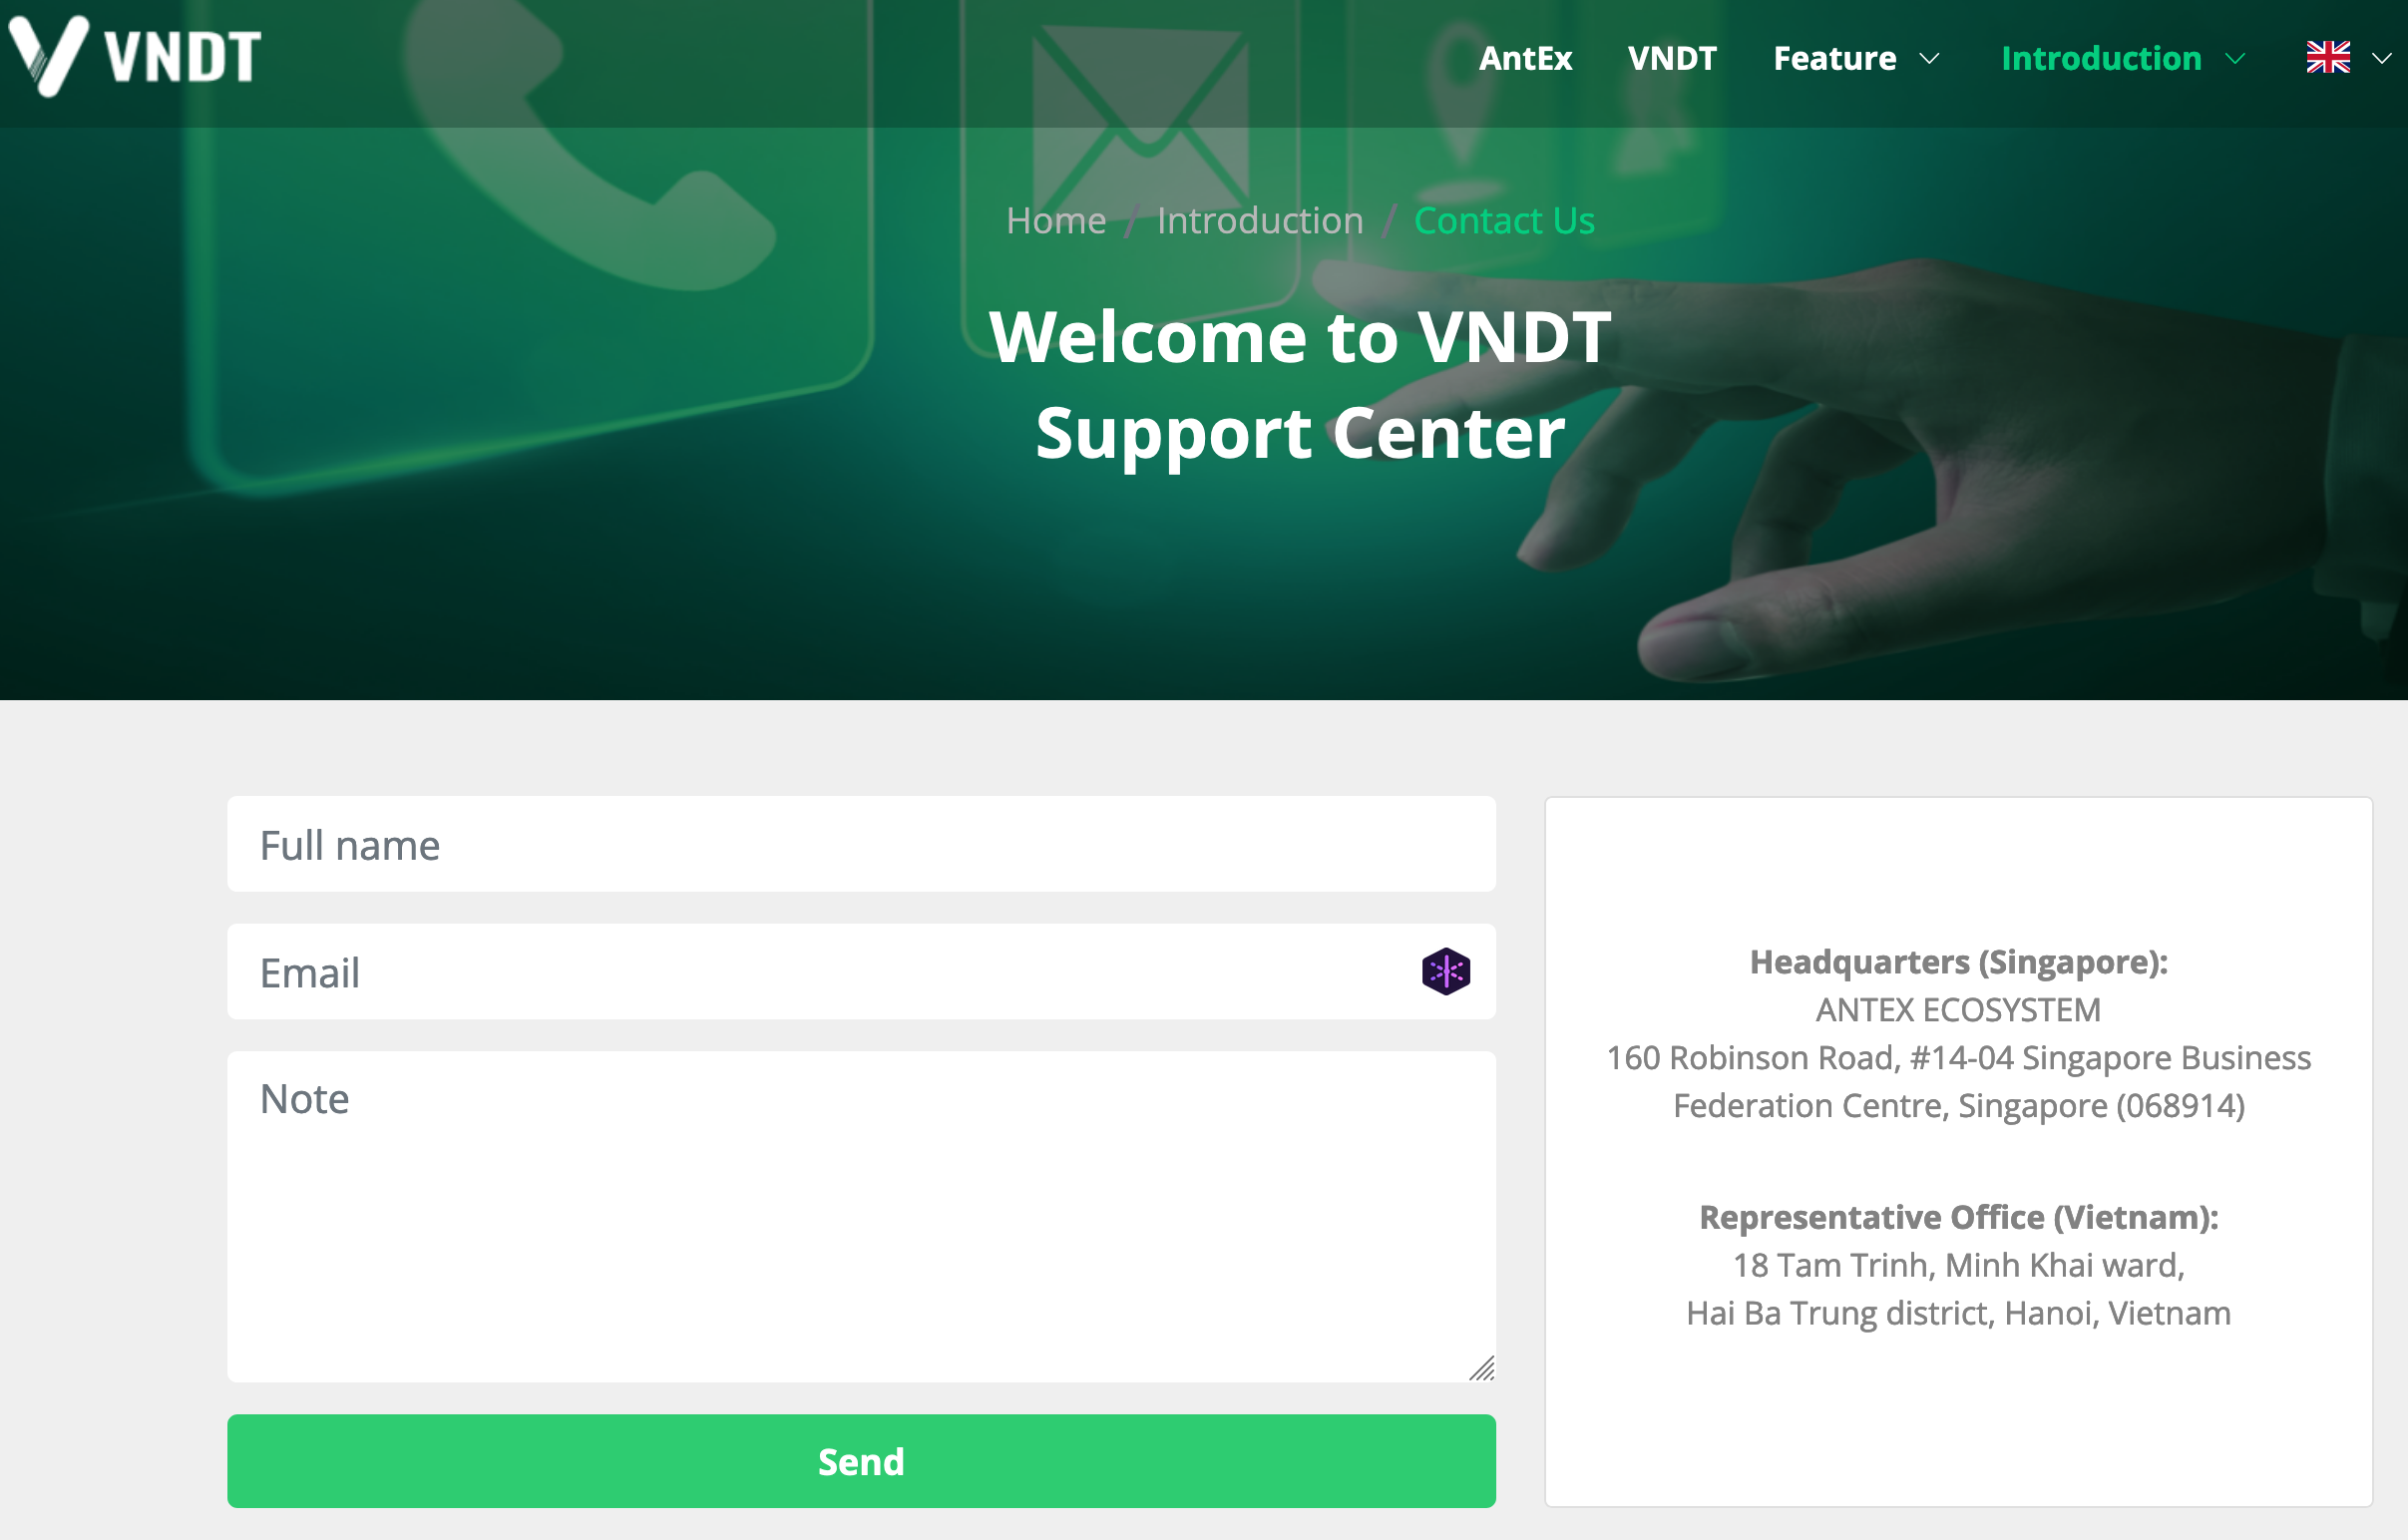 VNDT
AntEx
VNDT
Feature
Introduction
Home / Introduction / Contact Us
Welcome to VNDT
Support Center
Full name
Email
Note
Send
Headquarters (Singapore):
ANTEX ECOSYSTEM
160 Robinson Road, #14-04 Singapore Business
Federation Centre, Singapore (068914)
Representative Office (Vietnam):
18 Tam Trinh, Minh Khai ward,
Hai Ba Trung district, Hanoi, Vietnam